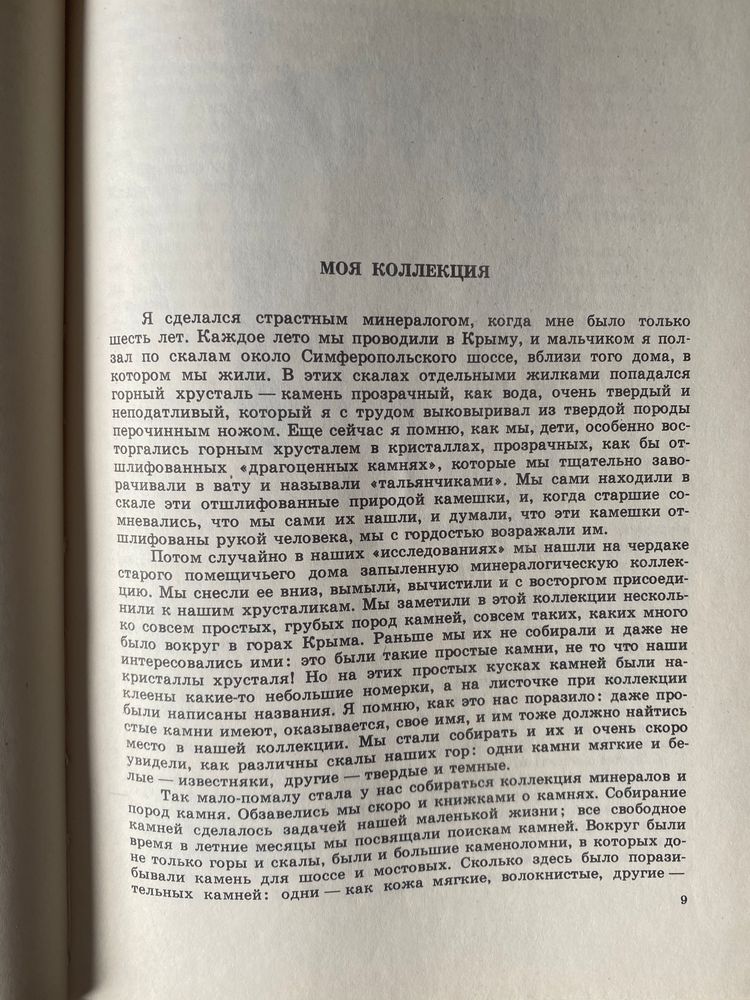 МОЯ КОЛЛЕКЦИЯ
Я сделался страстным минералогом, когда мне было только
шесть лет. Каждое лето мы проводили в Крыму, и мальчиком я пол-
зал по скалам около Симферопольского шоссе, вблизи того дома, в
котором мы жили. В этих скалах отдельными жилками попадался
горный хрусталь — камень прозрачный, как вода, очень твердый и
неподатливый, который я с трудом выковыривал из твердой породы
перочинным ножом. Еще сейчас я помню, как мы, дети, особенно вос-
торгались горным хрусталем в кристаллах, прозрачных, как бы от-
шлифованных «драгоценных камнях», которые мы тщательно заво-
рачивали в вату и называли «тальянчиками». Мы сами находили в
скале эти отшлифованные природой камешки, и, когда старшие со-
мневались, что мы сами их нашли, и думали, что эти камешки от-
шлифованы рукой человека, мы с гордостью возражали им.
Потом случайно в наших «исследованиях» мы нашли на чердаке
старого помещичьего дома запыленную минералогическую коллек-
цию. Мы снесли ее вниз, вымыли, вычистили и с восторгом присоеди-
нили к нашим хрусталикам. Мы заметили в этой коллекции несколь-
ко совсем простых, грубых пород камней, совсем таких, каких много
было вокруг в горах Крыма. Раньше мы их не собирали и даже не
интересовались ими: это были такие простые камни, не то что наши
кристаллы хрусталя! Но на этих простых кусках камней были на-
клеены какие-то небольшие номерки, а на листочке при коллекции
были написаны названия. Я помню, как это нас поразило: даже про-
стые камни имеют, оказывается, свое имя, и им тоже должно найтись
место в нашей коллекции. Мы стали собирать и их и очень скоро
увидели, как различны скалы наших гор: одни камни мягкие и бе-
лые — известняки, другие — твердые и темные.
Так мало-помалу стала у нас собираться коллекция минералов и
пород камня. Обзавелись мы скоро и книжками о камнях. Собирание
камней сделалось задачей нашей маленькой жизни; все свободное
время в летние месяцы мы посвящали поискам камней. Вокруг были
не только горы и скалы, были и большие каменоломни, в которых до-
бывали камень для шоссе и мостовых. Сколько здесь было порази-
тельных камней: одни — как кожа мягкие, волокнистые, другие —
9